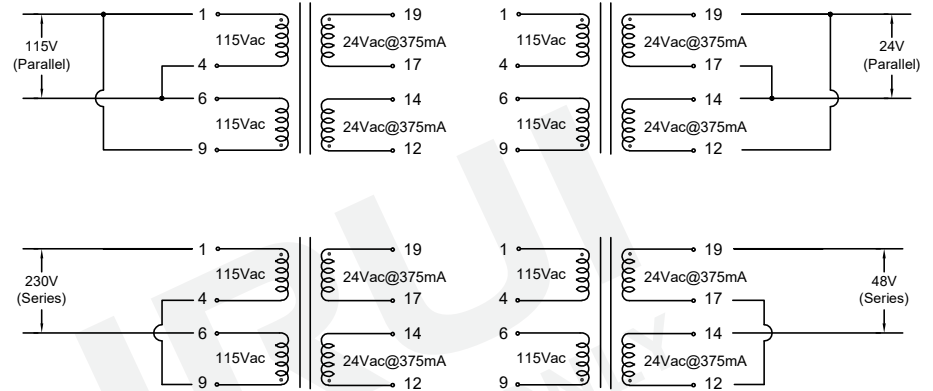 1 19 1 19
115V 115Vac 24Vac@375mA 115Vac 24Vac@375mA 24V
(Parallel) (Parallel)
4 17 4 17
6 14 6 14
115Vac 24Vac@375mA 115Vac 24Vac@375mA
9 12 9 12
1 19 1 19
230V 115Vac 24Vac@375mA 115Vac 24Vac@375mA 48V
(Series) (Series)
4 17 4 17
6 14 6 14
115Vac 24Vac@375mA 115Vac 24Vac@375mA
9 12 9 12